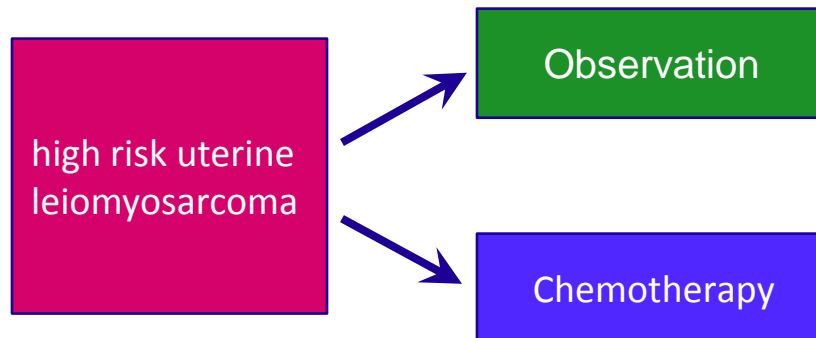 Observation
high risk uterine
leiomyosarcoma
Chemotherapy